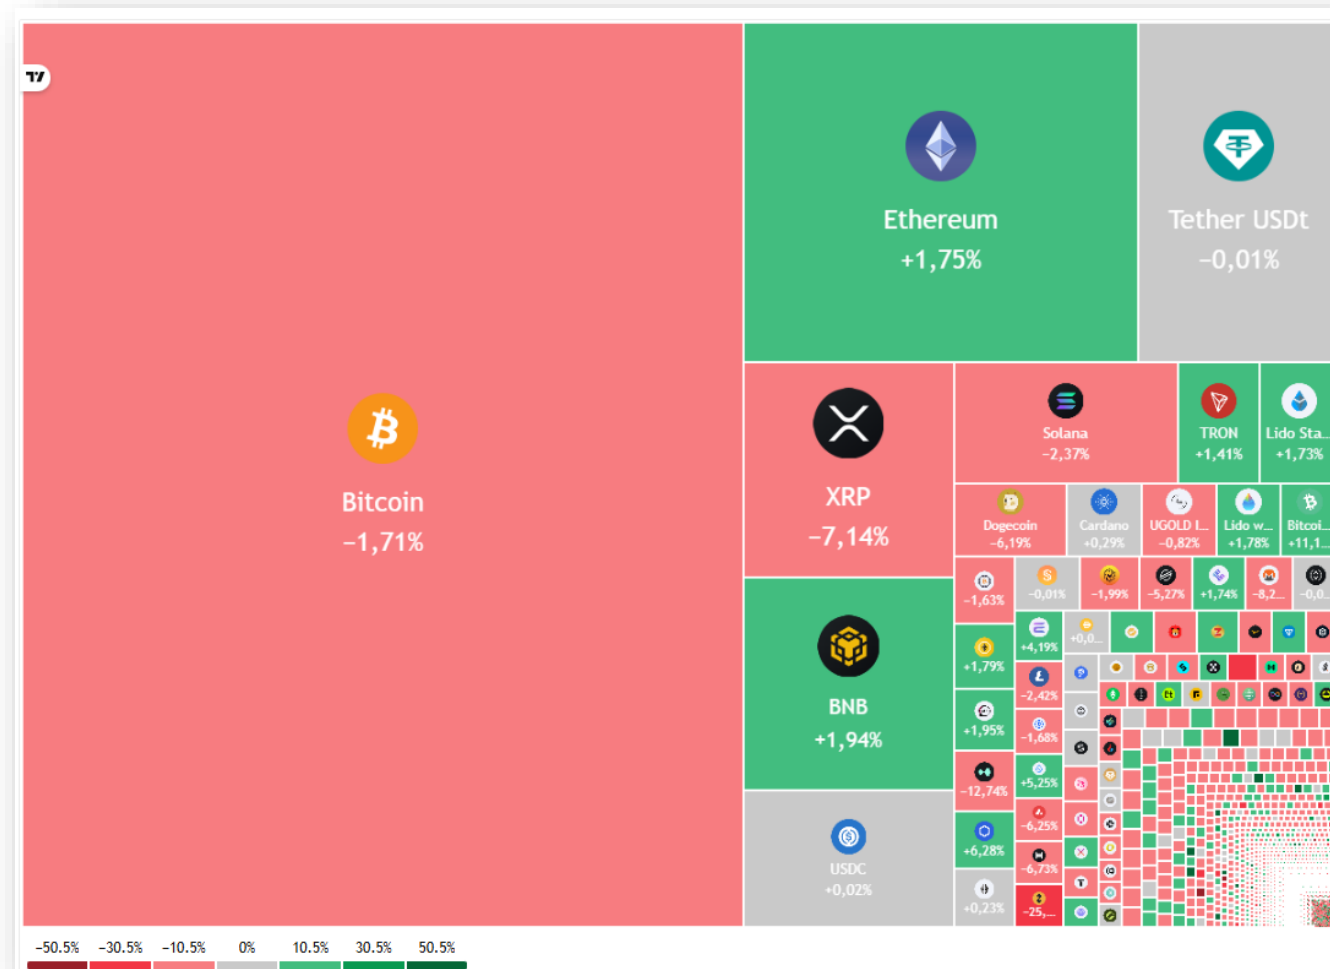 Bitcoin
−1,71%
Ethereum
+1,75%
Tether USDt
−0,01%
XRP
−7,14%
BNB
+1,94%
USDC
+0,02%
Solana
−2,37%
TRON
+1,41%
Lido Sta...
+1,73%
Dogecoin
−6,19%
Cardano
+0,29%
UGOLD I...
−0,82%
Lido w...
+1,78%
Bitcoi...
+11,1...
−1,63%
−0,01%
−1,99%
−5,27%
+1,74%
−8,2...
−0,0...
+1,79%
+4,19%
+0,0...
−2,42%
+1,95%
−1,68%
−12,74%
+5,25%
+6,28%
−6,25%
−6,73%
+0,23%
−25,...
−50.5% −30.5% −10.5% 0% 10.5% 30.5% 50.5%